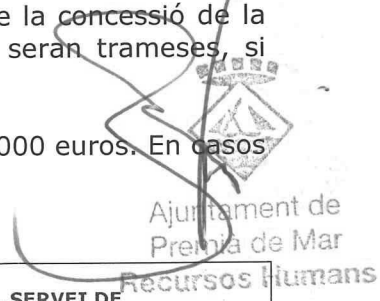 e la concessió de la
seran trameses, si
000 euros. En casos
Ajuntament de
Premià de Mar
Recursos Humans
SERVEI DE